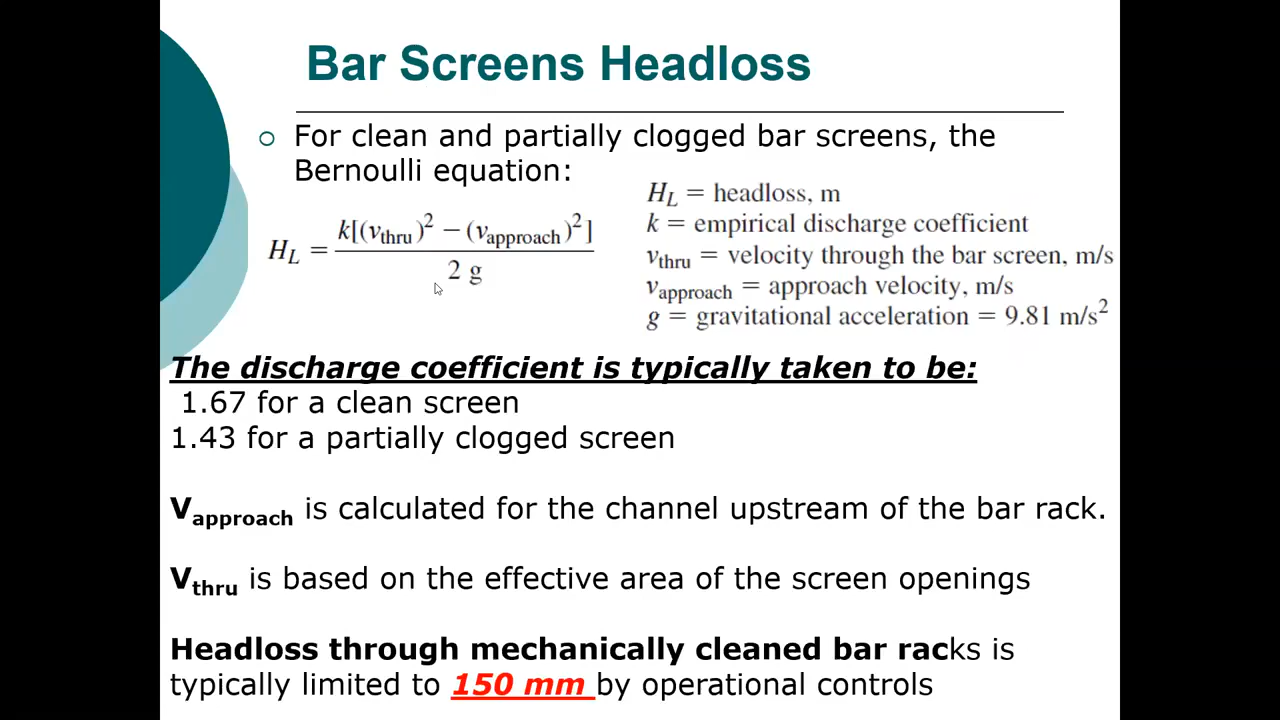 Bar Screens Headloss
For clean and partially clogged bar screens, the
Bernoulli equation:
H_L = k[(v_thru)^2 − (v_approach)^2] / 2 g
H_L = headloss, m
k = empirical discharge coefficient
v_thru = velocity through the bar screen, m/s
v_approach = approach velocity, m/s
g = gravitational acceleration = 9.81 m/s^2
The discharge coefficient is typically taken to be:
1.67 for a clean screen
1.43 for a partially clogged screen
V_approach is calculated for the channel upstream of the bar rack.
V_thru is based on the effective area of the screen openings
Headloss through mechanically cleaned bar racks is
typically limited to 150 mm by operational controls